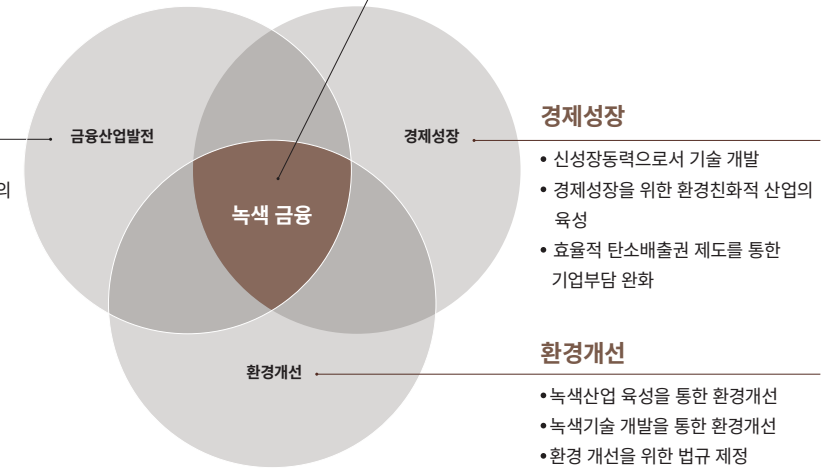 금융산업발전
경제성장
녹색 금융
환경개선
의
경제성장
• 신성장동력으로서 기술 개발
• 경제성장을 위한 환경친화적 산업의
육성
• 효율적 탄소배출권 제도를 통한
기업부담 완화
환경개선
• 녹색산업 육성을 통한 환경개선
• 녹색기술 개발을 통한 환경개선
• 환경 개선을 위한 법규 제정